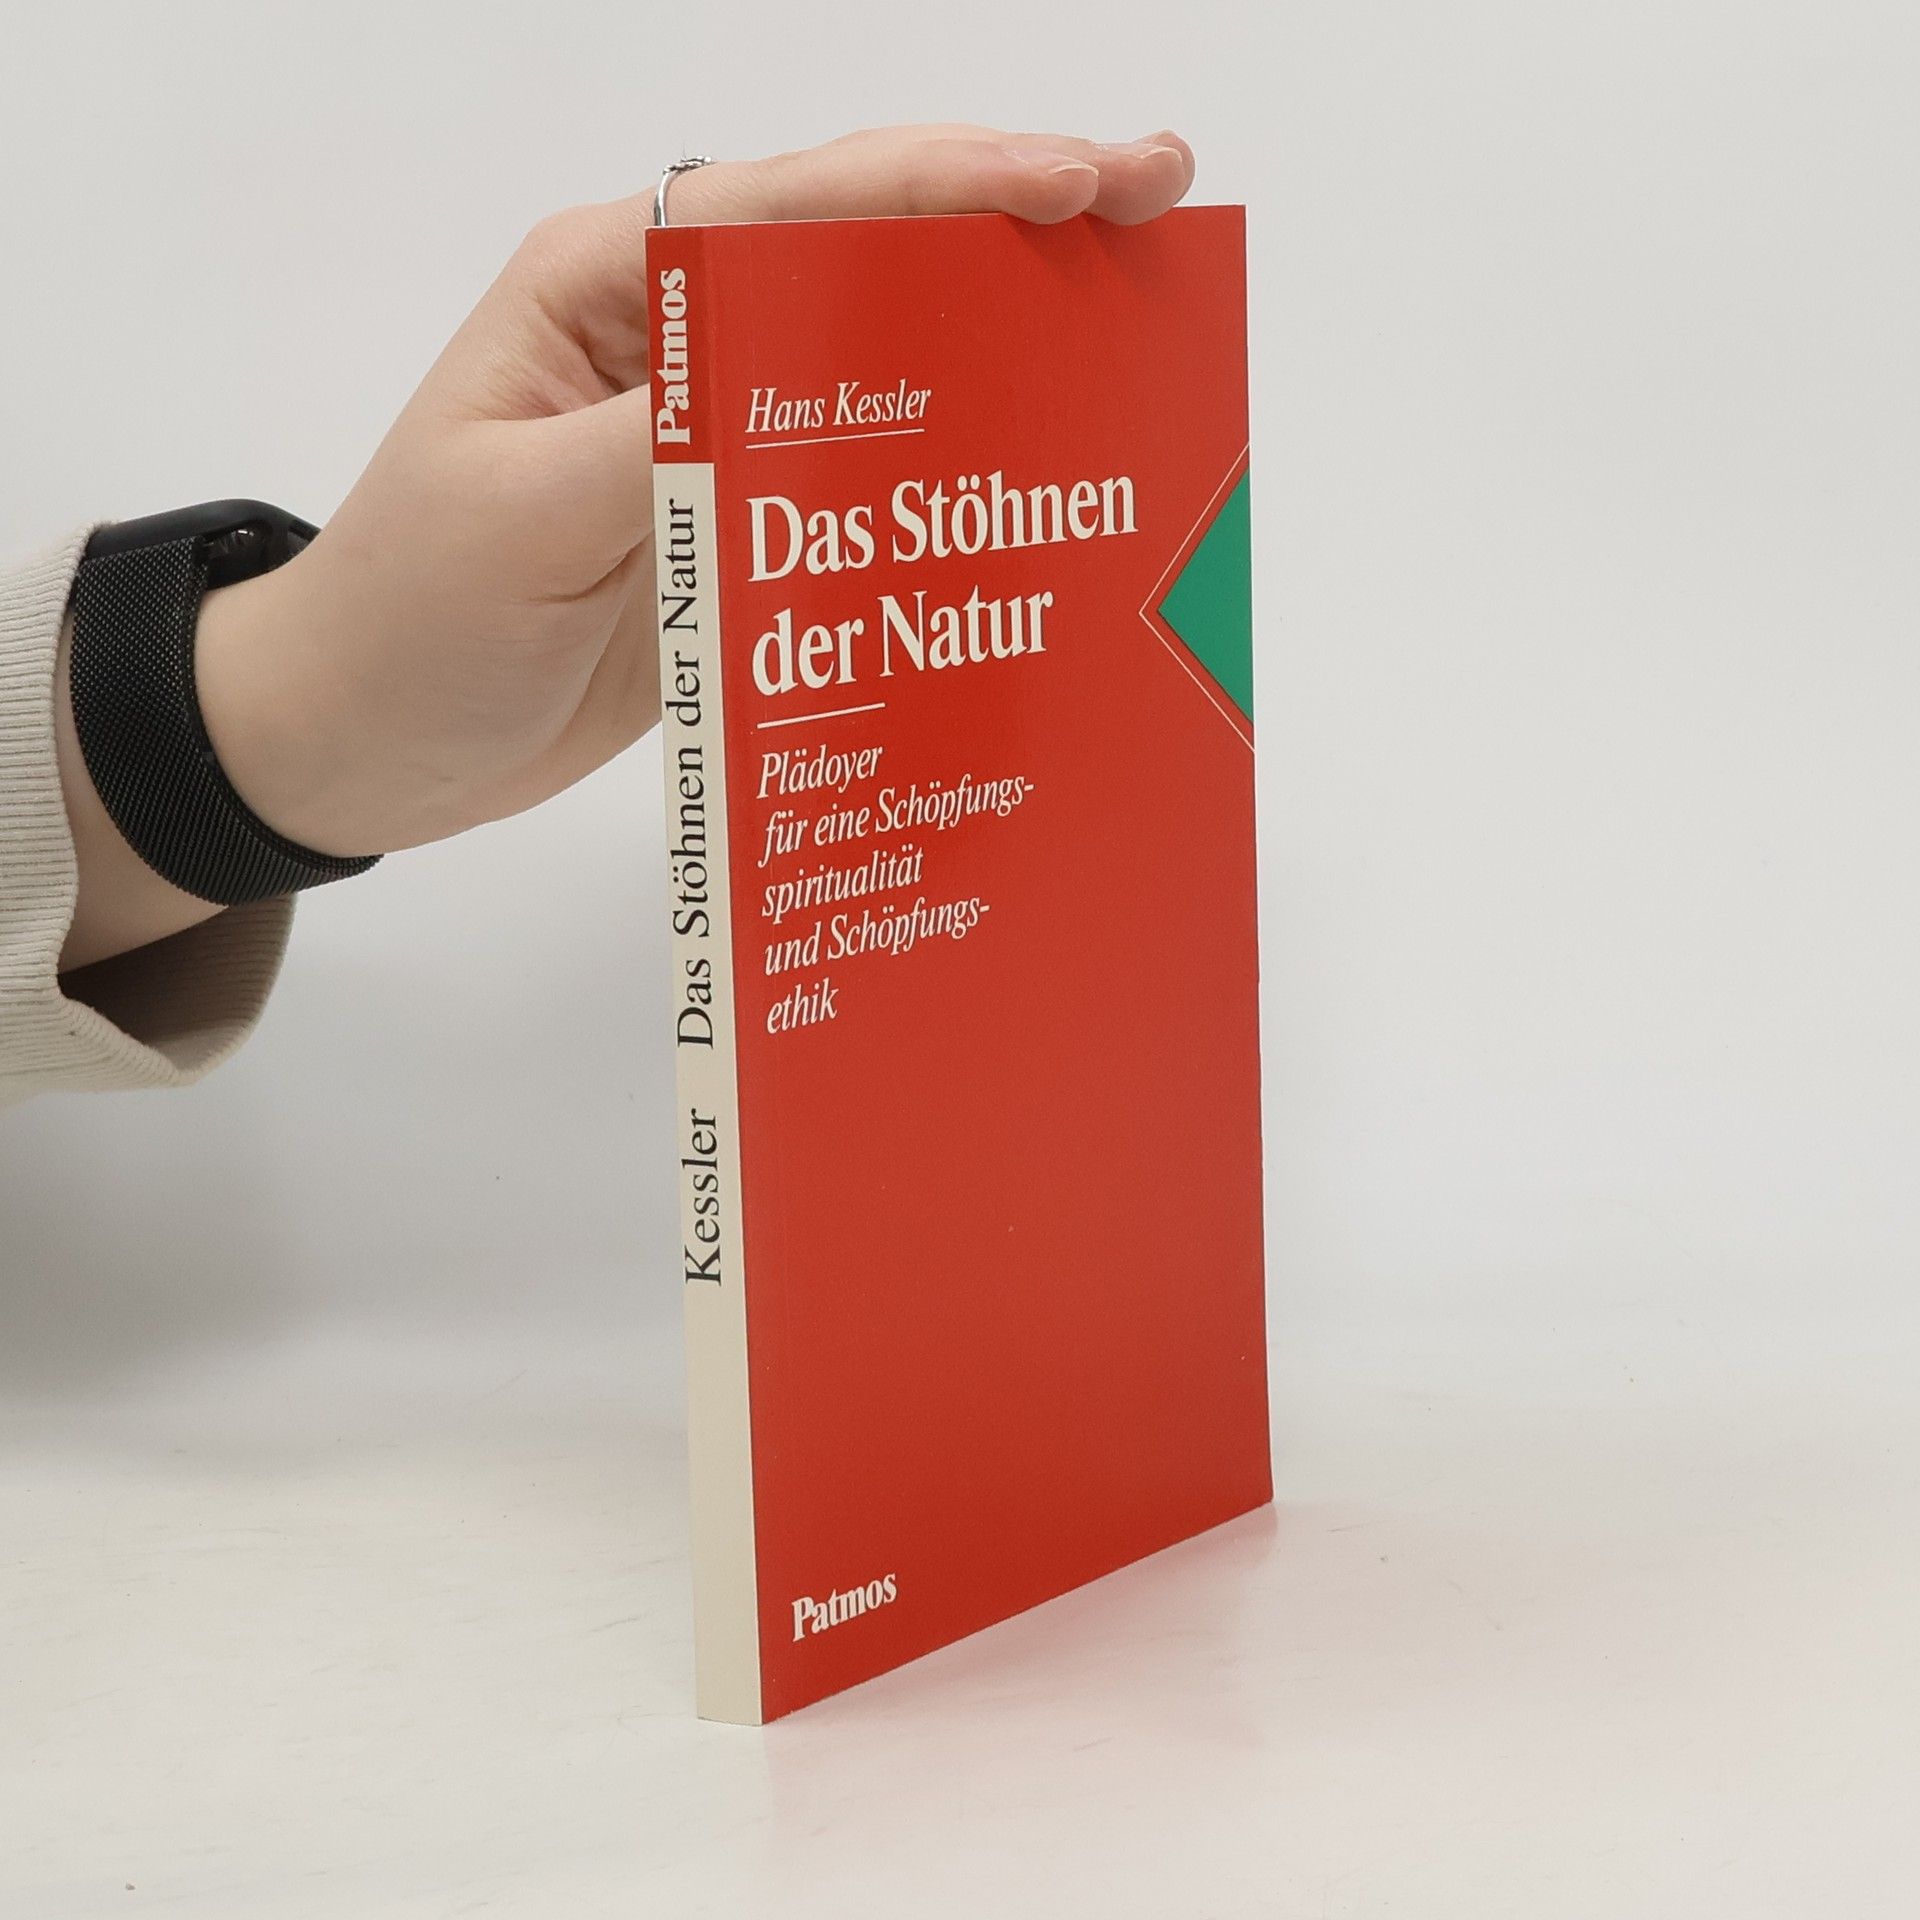 Patmos
Kessler Das Stöhnen der Natur
Hans Kessler
Das Stöhnen
der Natur
Plädoyer
für eine Schöpfungs-
spiritualität
und Schöpfungs-
ethik
Patmos